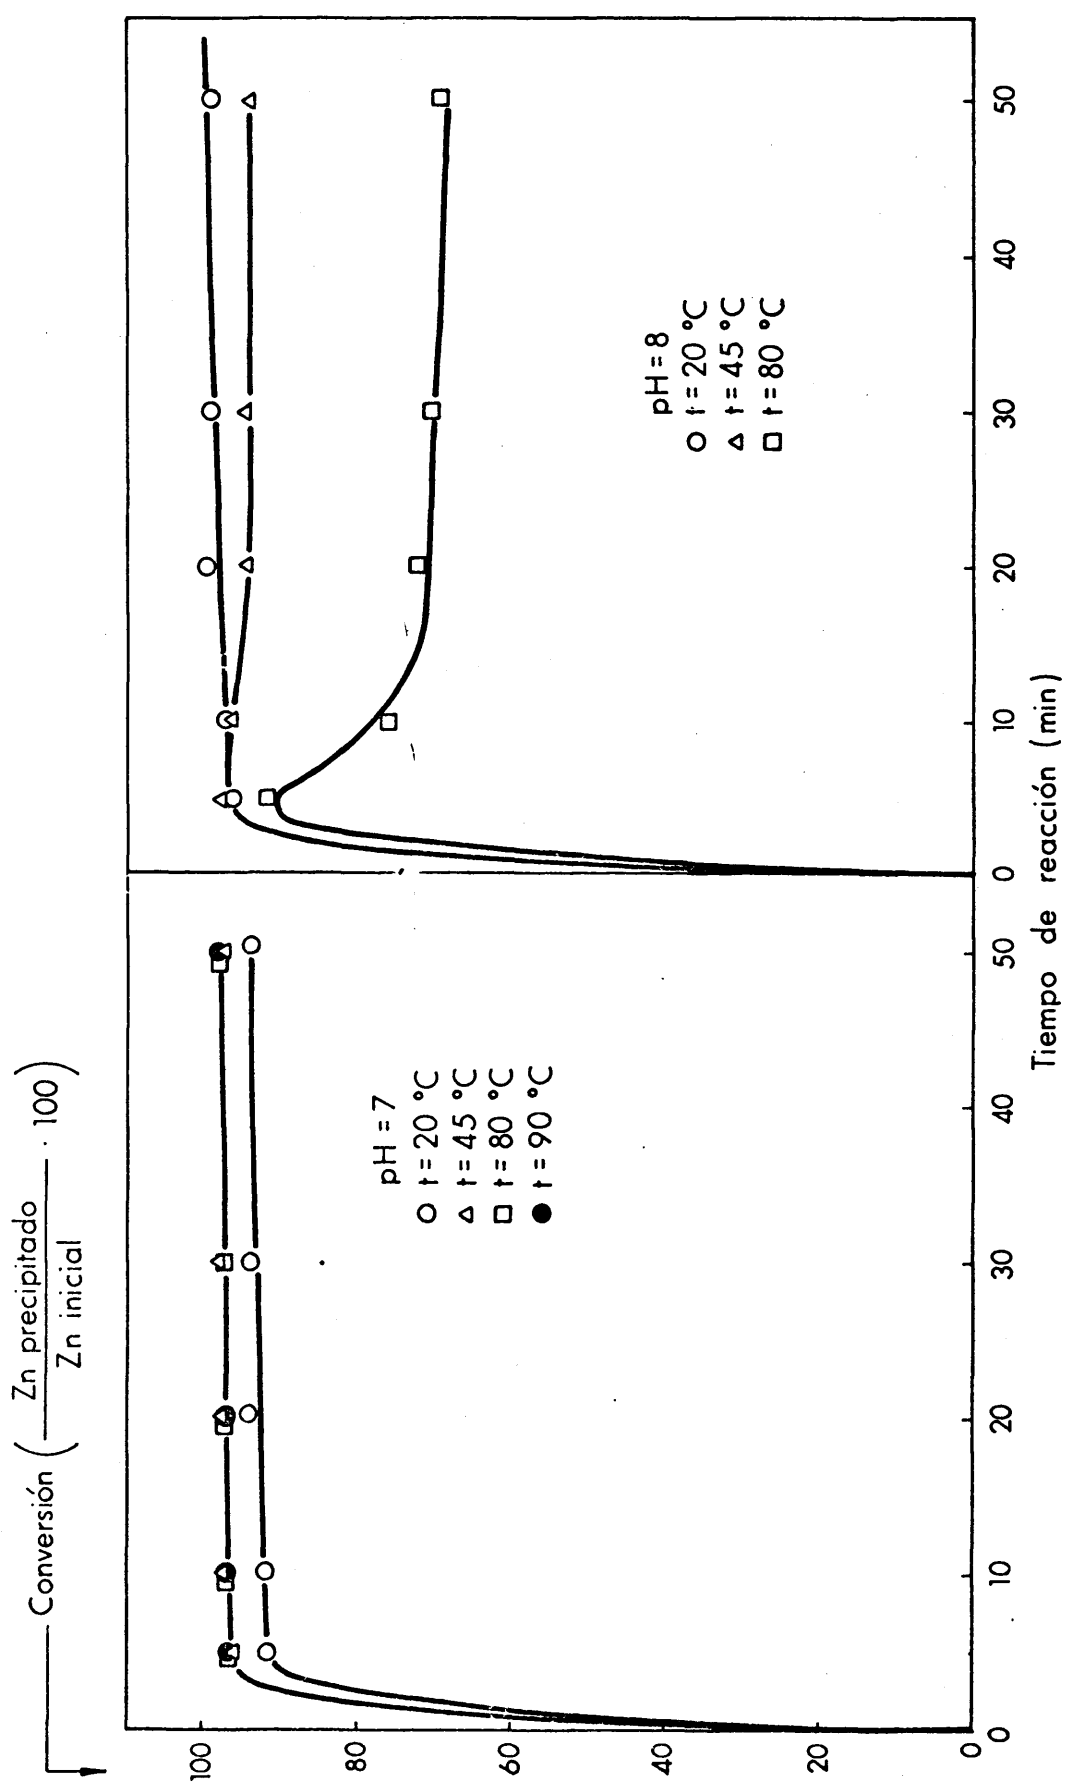 Conversión ( Zn precipitado / Zn inicial · 100 )
100
80
60
40
20
0
pH = 7
○ t = 20 °C
△ t = 45 °C
□ t = 80 °C
● t = 90 °C
pH = 8
○ t = 20 °C
△ t = 45 °C
□ t = 80 °C
0 10 20 30 40 50 0 10 20 30 40 50
Tiempo de reacción (min)